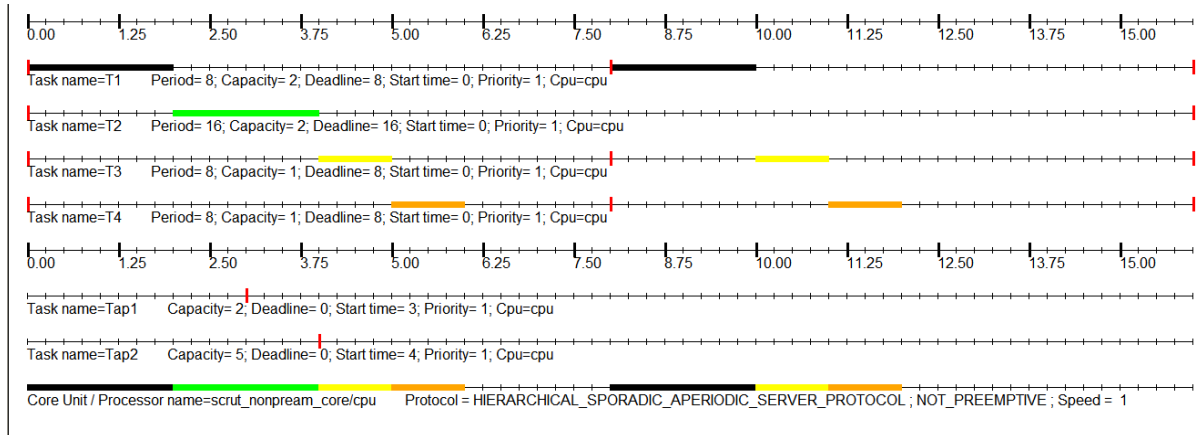 0.00 1.25 2.50 3.75 5.00 6.25 7.50 8.75 10.00 11.25 12.50 13.75 15.00
Task name=T1 Period= 8; Capacity= 2; Deadline= 8; Start time= 0; Priority= 1; Cpu=cpu
Task name=T2 Period= 16; Capacity= 2; Deadline= 16; Start time= 0; Priority= 1; Cpu=cpu
Task name=T3 Period= 8; Capacity= 1; Deadline= 8; Start time= 0; Priority= 1; Cpu=cpu
Task name=T4 Period= 8; Capacity= 1; Deadline= 8; Start time= 0; Priority= 1; Cpu=cpu
0.00 1.25 2.50 3.75 5.00 6.25 7.50 8.75 10.00 11.25 12.50 13.75 15.00
Task name=Tap1 Capacity= 2; Deadline= 0; Start time= 3; Priority= 1; Cpu=cpu
Task name=Tap2 Capacity= 5; Deadline= 0; Start time= 4; Priority= 1; Cpu=cpu
Core Unit / Processor name=scrut_nonpream_core/cpu Protocol = HIERARCHICAL_SPORADIC_APERIODIC_SERVER_PROTOCOL ; NOT_PREEMPTIVE ; Speed = 1